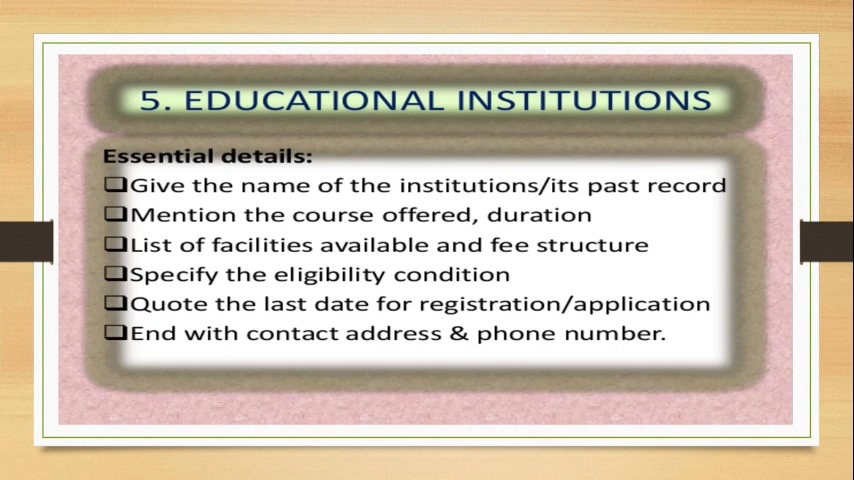 5. EDUCATIONAL INSTITUTIONS
Essential details:
❑Give the name of the institutions/its past record
❑Mention the course offered, duration
❑List of facilities available and fee structure
❑Specify the eligibility condition
❑Quote the last date for registration/application
❑End with contact address & phone number.